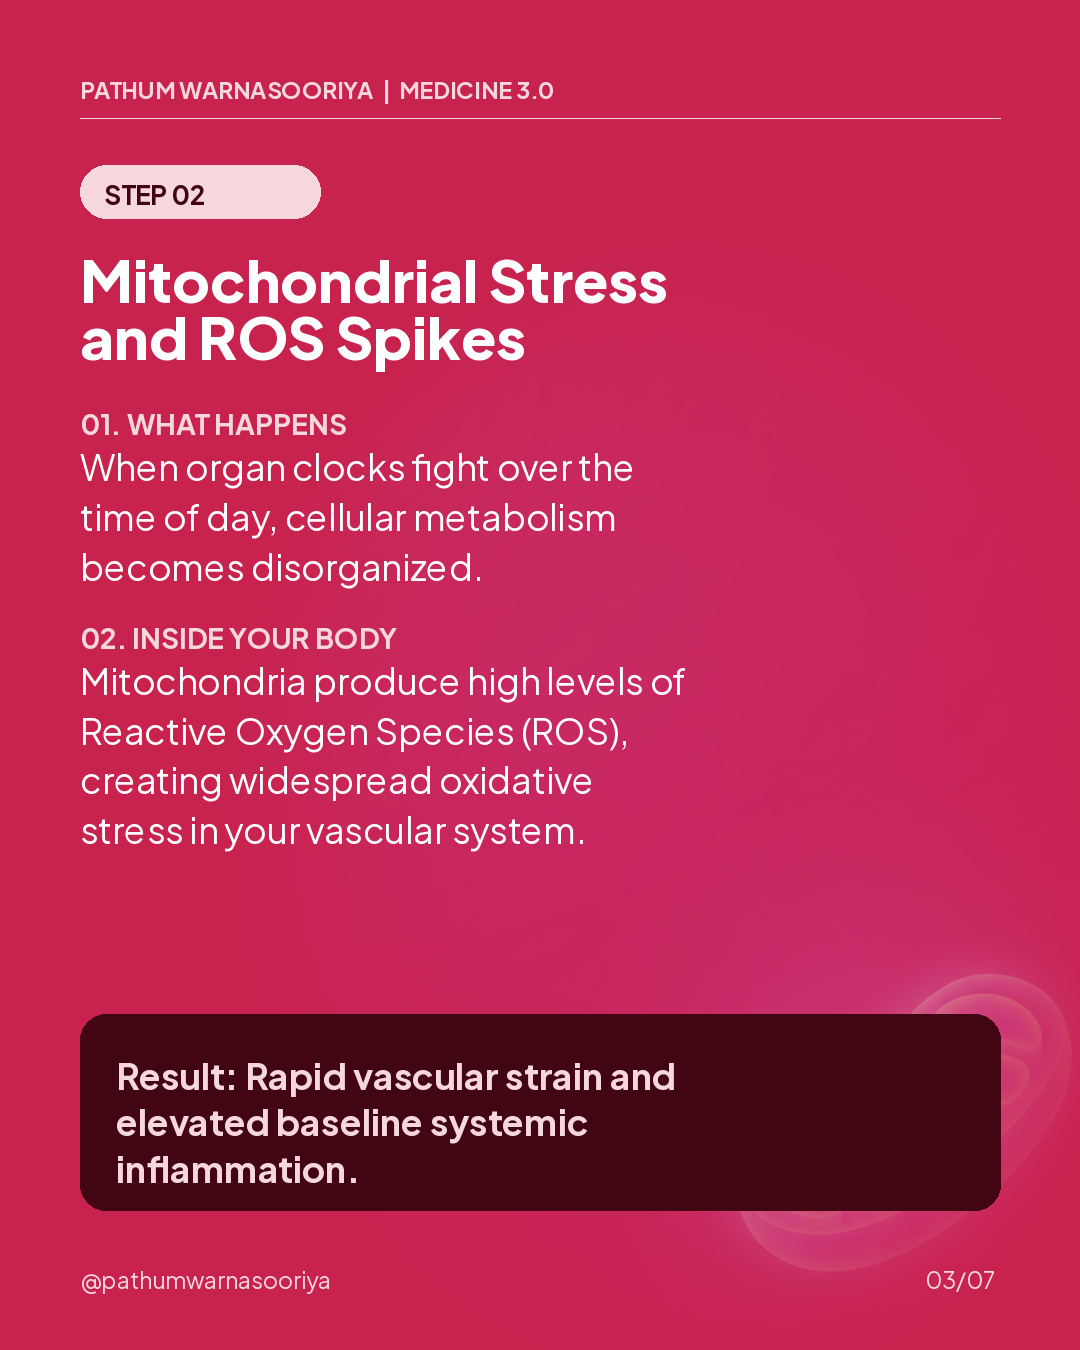 PATHUM WARNASOORIYA | MEDICINE 3.0
STEP 02
Mitochondrial Stress
and ROS Spikes
01. WHAT HAPPENS
When organ clocks fight over the
time of day, cellular metabolism
becomes disorganized.
02. INSIDE YOUR BODY
Mitochondria produce high levels of
Reactive Oxygen Species (ROS),
creating widespread oxidative
stress in your vascular system.
Result: Rapid vascular strain and
elevated baseline systemic
inflammation.
@pathumwarnasooriya
03/07